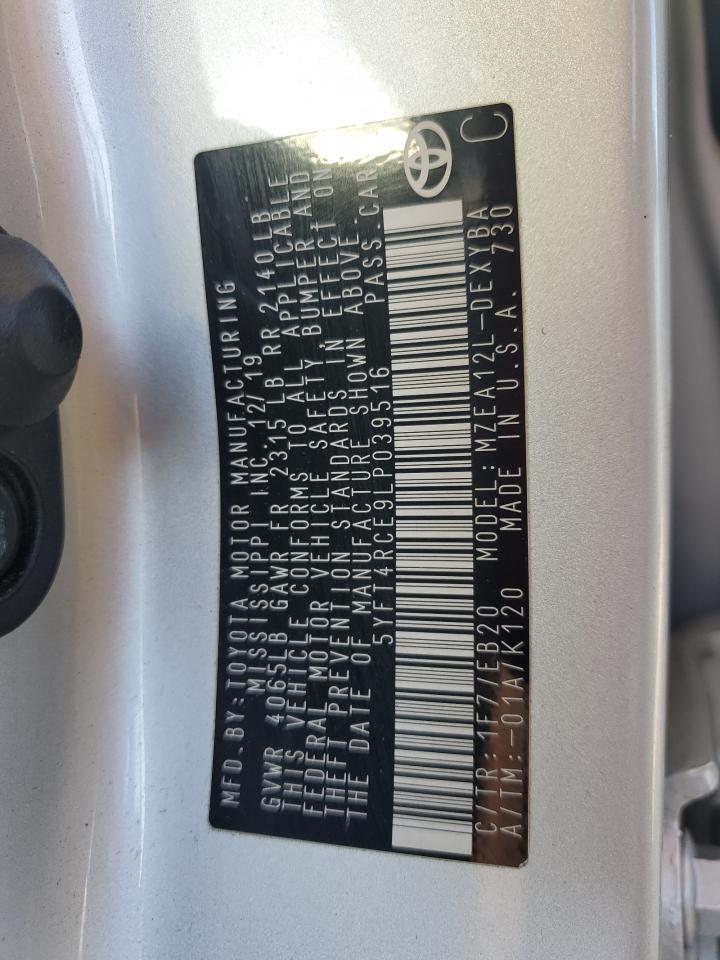 MFD.BY:TOYOTA MOTOR MANUFACTURING
MISSISSIPPI INC.12/19
GVWR 4065LB GAWR FR 2315 LB RR 2140LB
THIS VEHICLE CONFORMS TO ALL APPLICABLE
FEDERAL MOTOR VEHICLE SAFETY,BUMPER,AND
THEFT PREVENTION STANDARDS IN EFFECT ON
THE DATE OF MANUFACTURE SHOWN ABOVE.
5YFT4RCE9LP039516 PASS.CAR
C/TR:1F7/EB20 MODEL:MZEA12L-DEXYBA C
A/TM:-01A/K120 MADE IN U.S.A. 730